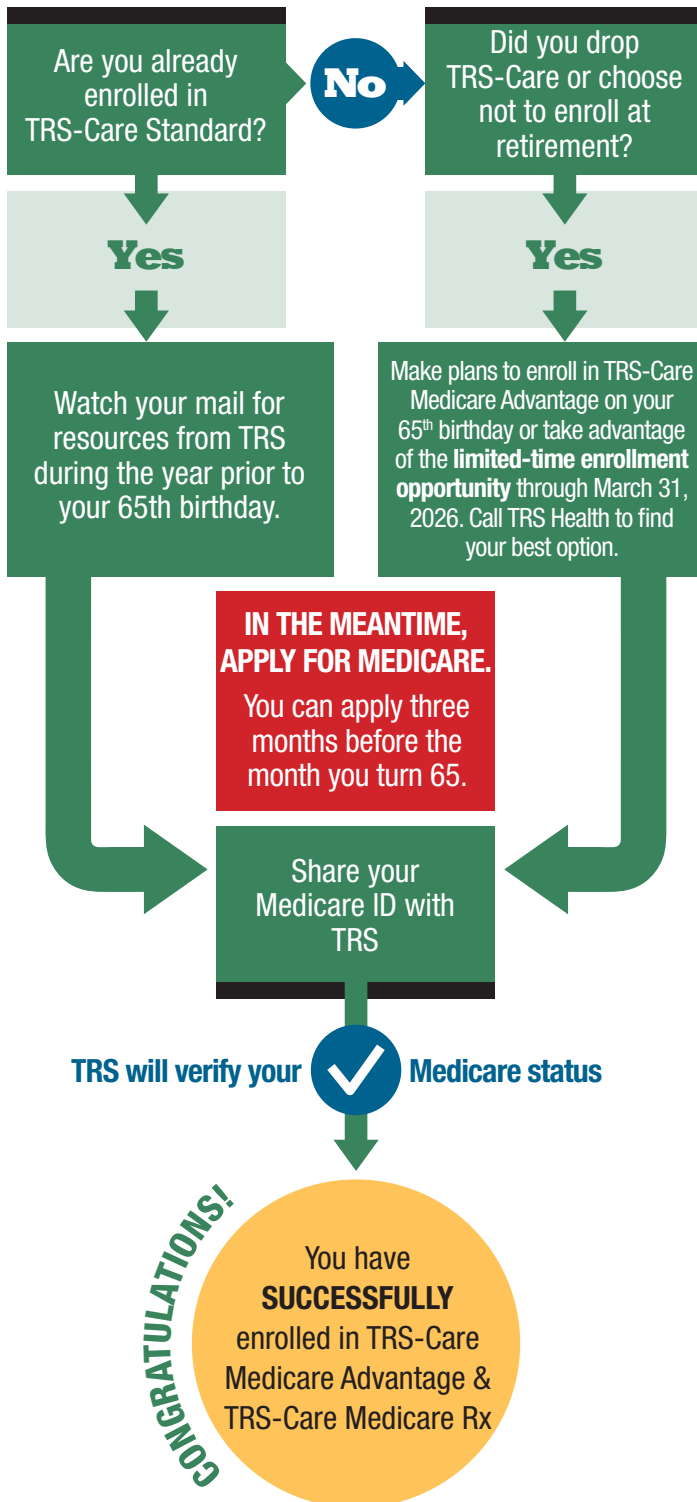 Are you already
enrolled in
TRS-Care Standard?
No
Did you drop
TRS-Care or choose
not to enroll at
retirement?
Yes
Yes
Watch your mail for
resources from TRS
during the year prior to
your 65th birthday.
Make plans to enroll in TRS-Care
Medicare Advantage on your
65th birthday or take advantage
of the limited-time enrollment
opportunity through March 31,
2026. Call TRS Health to find
your best option.
IN THE MEANTIME,
APPLY FOR MEDICARE.
You can apply three
months before the
month you turn 65.
Share your
Medicare ID with
TRS
TRS will verify your Medicare status
CONGRATULATIONS!
You have
SUCCESSFULLY
enrolled in TRS-Care
Medicare Advantage &
TRS-Care Medicare Rx